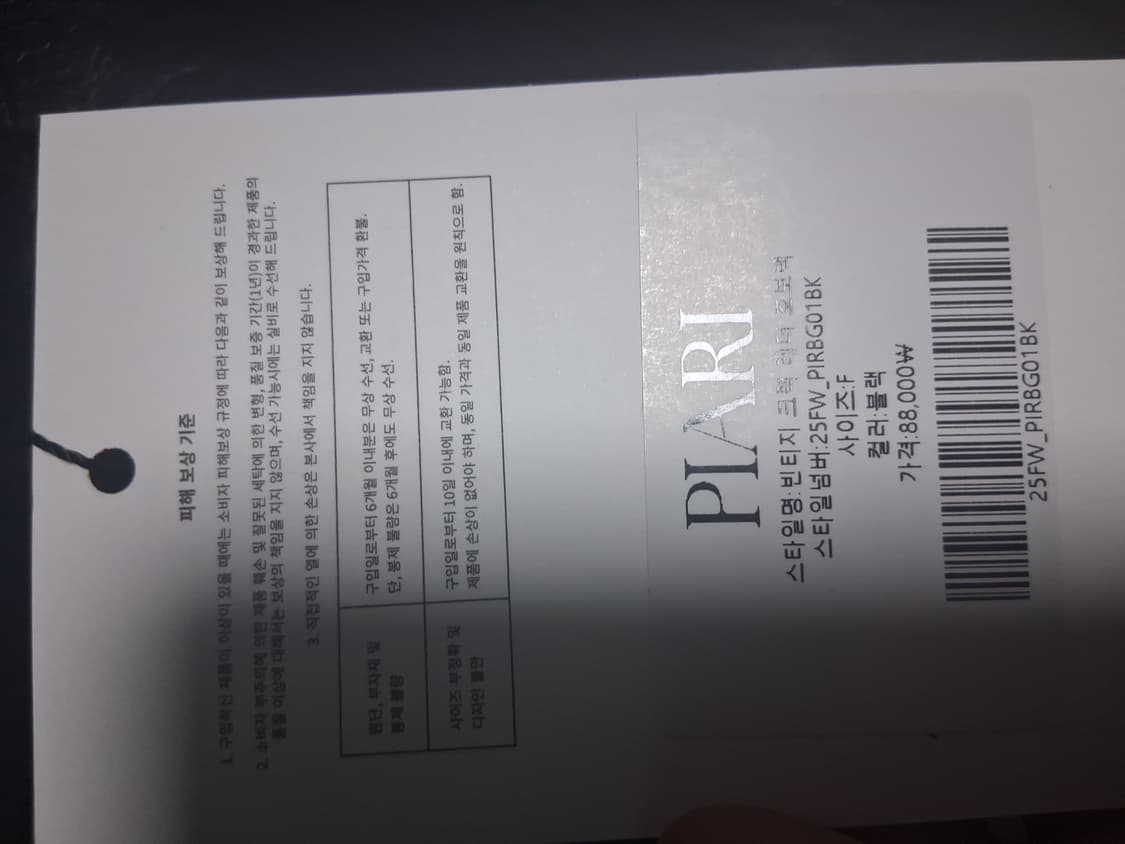 피해 보상 기준
1. 구입하신 제품이 이상이 있을 때에는 소비자 피해보상 규정에 따라 다음과 같이 보상해 드립니다.
2. 소비자 부주의에 의한 제품 훼손 및 잘못된 세탁에 의한 변형, 품질 보증 기간(1년)이 경과한 제품의
품질 이상에 대해서는 보상의 책임을 지지 않으며, 수선 가능시에는 실비로 수선해 드립니다.
3. 직접적인 열에 의한 손상은 본사에서 책임을 지지 않습니다.
원단, 부자재 및
봉제 불량
구입일로부터 6개월 이내분은 무상 수선, 교환 또는 구입가격 환불.
단, 봉제 불량은 6개월 후에도 무상 수선.
사이즈 부정확 및
디자인 불만
구입일로부터 10일 이내에 교환 가능함.
제품에 손상이 없어야 하며, 동일 가격과 동일 제품 교환을 원칙으로 함.
PIARI
스타일명:빈티지 크랙 레더
스타일넘버:25FW_PIRBG01BK
사이즈:F
컬러:블랙
가격:88,000₩
25FW_PIRBG01BK